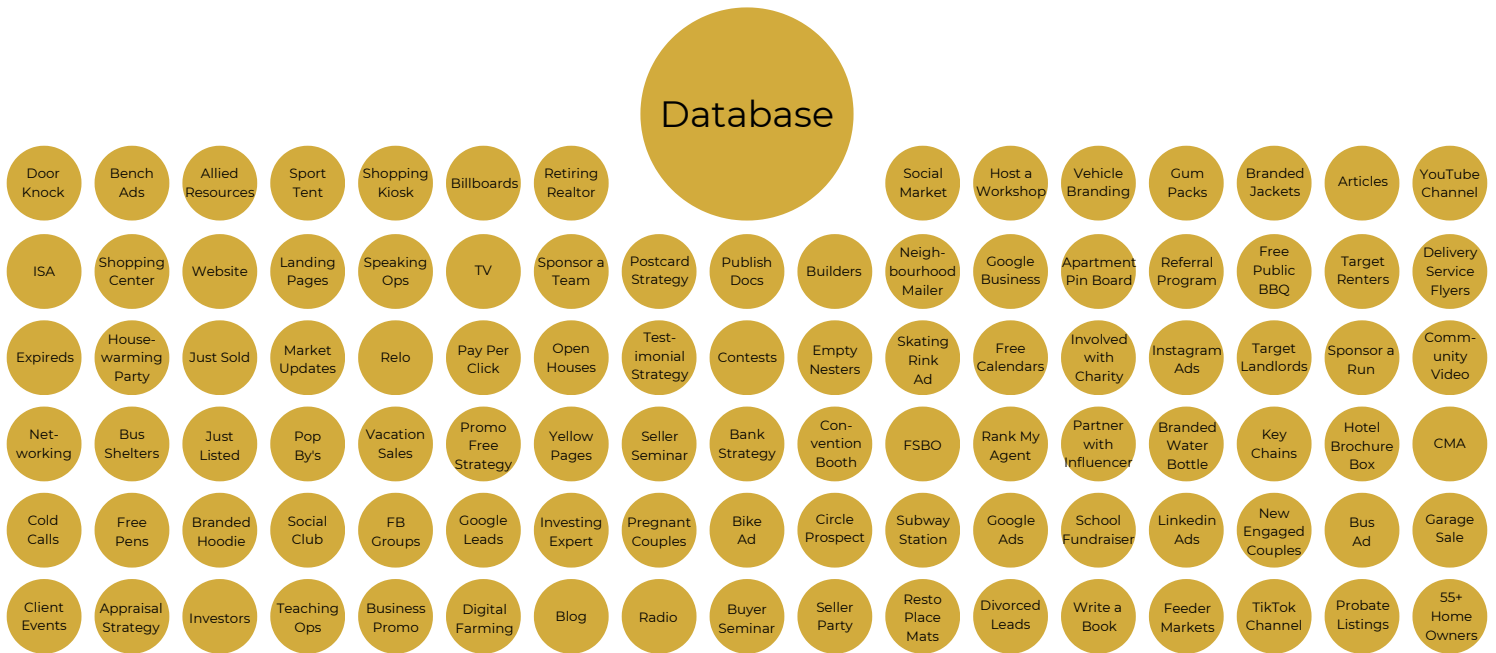 Database
Door
Knock
Bench
Ads
Allied
Resources
Sport
Tent
Shopping
Kiosk
Billboards
Retiring
Realtor
Social
Market
Host a
Workshop
Vehicle
Branding
Gum
Packs
Branded
Jackets
Articles
YouTube
Channel
ISA
Shopping
Center
Website
Landing
Pages
Speaking
Ops
TV
Sponsor a
Team
Postcard
Strategy
Publish
Docs
Builders
Neigh-
bourhood
Mailer
Google
Business
Apartment
Pin Board
Referral
Program
Free
Public
BBQ
Target
Renters
Delivery
Service
Flyers
Expireds
House-
warming
Party
Just Sold
Market
Updates
Relo
Pay Per
Click
Open
Houses
Test-
imonial
Strategy
Contests
Empty
Nesters
Skating
Rink
Ad
Free
Calendars
Involved
with
Charity
Instagram
Ads
Target
Landlords
Sponsor a
Run
Comm-
unity
Video
Net-
working
Bus
Shelters
Just
Listed
Pop
By's
Vacation
Sales
Promo
Free
Strategy
Yellow
Pages
Seller
Seminar
Bank
Strategy
Con-
vention
Booth
FSBO
Rank My
Agent
Partner
with
Influencer
Branded
Water
Bottle
Key
Chains
Hotel
Brochure
Box
CMA
Cold
Calls
Free
Pens
Branded
Hoodie
Social
Club
FB
Groups
Google
Leads
Investing
Expert
Pregnant
Couples
Bike
Ad
Circle
Prospect
Subway
Station
Google
Ads
School
Fundraiser
Linkedin
Ads
New
Engaged
Couples
Bus
Ad
Garage
Sale
Client
Events
Appraisal
Strategy
Investors
Teaching
Ops
Business
Promo
Digital
Farming
Blog
Radio
Buyer
Seminar
Seller
Party
Resto
Place
Mats
Divorced
Leads
Write a
Book
Feeder
Markets
TikTok
Channel
Probate
Listings
55+
Home
Owners